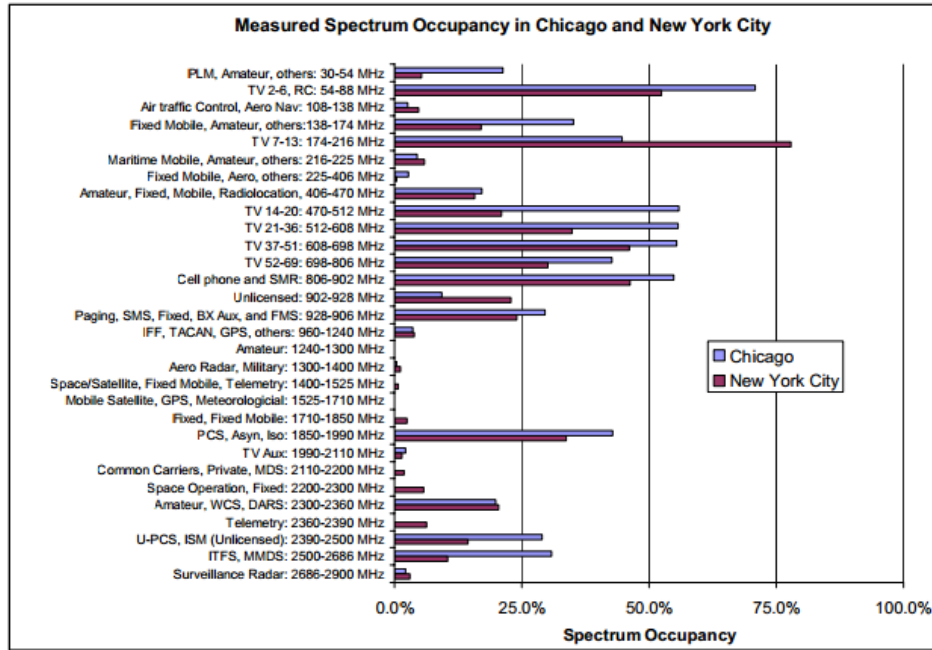 Measured Spectrum Occupancy in Chicago and New York City
PLM, Amateur, others: 30-54 MHz
TV 2-6, RC: 54-88 MHz
Air traffic Control, Aero Nav: 108-138 MHz
Fixed Mobile, Amateur, others:138-174 MHz
TV 7-13: 174-216 MHz
Maritime Mobile, Amateur, others: 216-225 MHz
Fixed Mobile, Aero, others: 225-406 MHz
Amateur, Fixed, Mobile, Radiolocation, 406-470 MHz
TV 14-20: 470-512 MHz
TV 21-36: 512-608 MHz
TV 37-51: 608-698 MHz
TV 52-69: 698-806 MHz
Cell phone and SMR: 806-902 MHz
Unlicensed: 902-928 MHz
Paging, SMS, Fixed, BX Aux, and FMS: 928-906 MHz
IFF, TACAN, GPS, others: 960-1240 MHz
Amateur: 1240-1300 MHz
Aero Radar, Military: 1300-1400 MHz
Space/Satellite, Fixed Mobile, Telemetry: 1400-1525 MHz
Mobile Satellite, GPS, Meteorologicial: 1525-1710 MHz
Fixed, Fixed Mobile: 1710-1850 MHz
PCS, Asyn, Iso: 1850-1990 MHz
TV Aux: 1990-2110 MHz
Common Carriers, Private, MDS: 2110-2200 MHz
Space Operation, Fixed: 2200-2300 MHz
Amateur, WCS, DARS: 2300-2360 MHz
Telemetry: 2360-2390 MHz
U-PCS, ISM (Unlicensed): 2390-2500 MHz
ITFS, MMDS: 2500-2686 MHz
Surveillance Radar: 2686-2900 MHz
Chicago
New York City
0.0% 25.0% 50.0% 75.0% 100.0%
Spectrum Occupancy